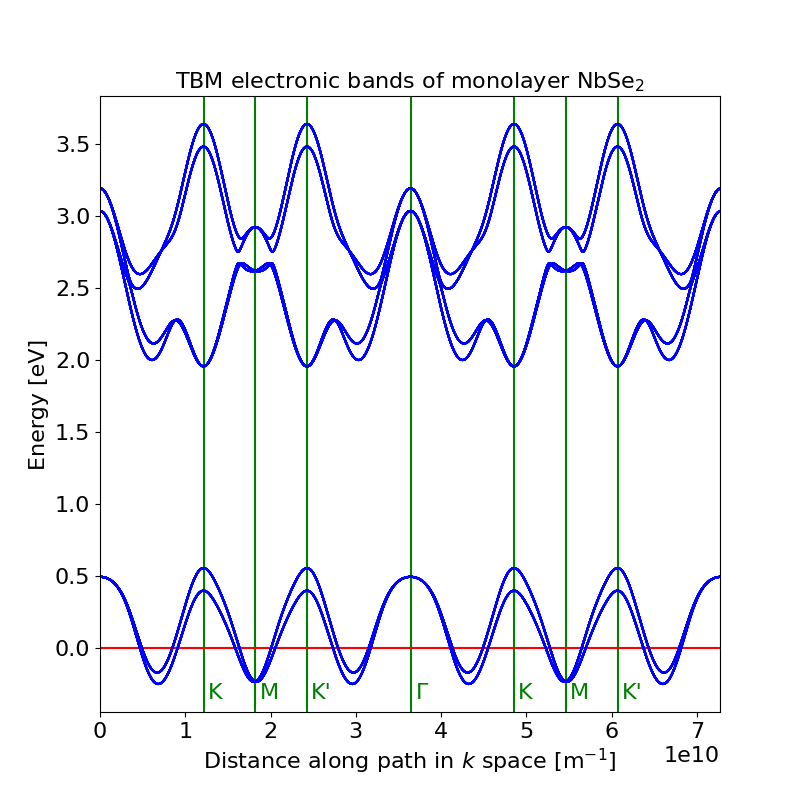 TBM electronic bands of monolayer NbSe₂
Energy [eV]
3.5
3.0
2.5
2.0
1.5
1.0
0.5
0.0
K M K' Γ K M K'
0 1 2 3 4 5 6 7
1e10
Distance along path in k space [m⁻¹]